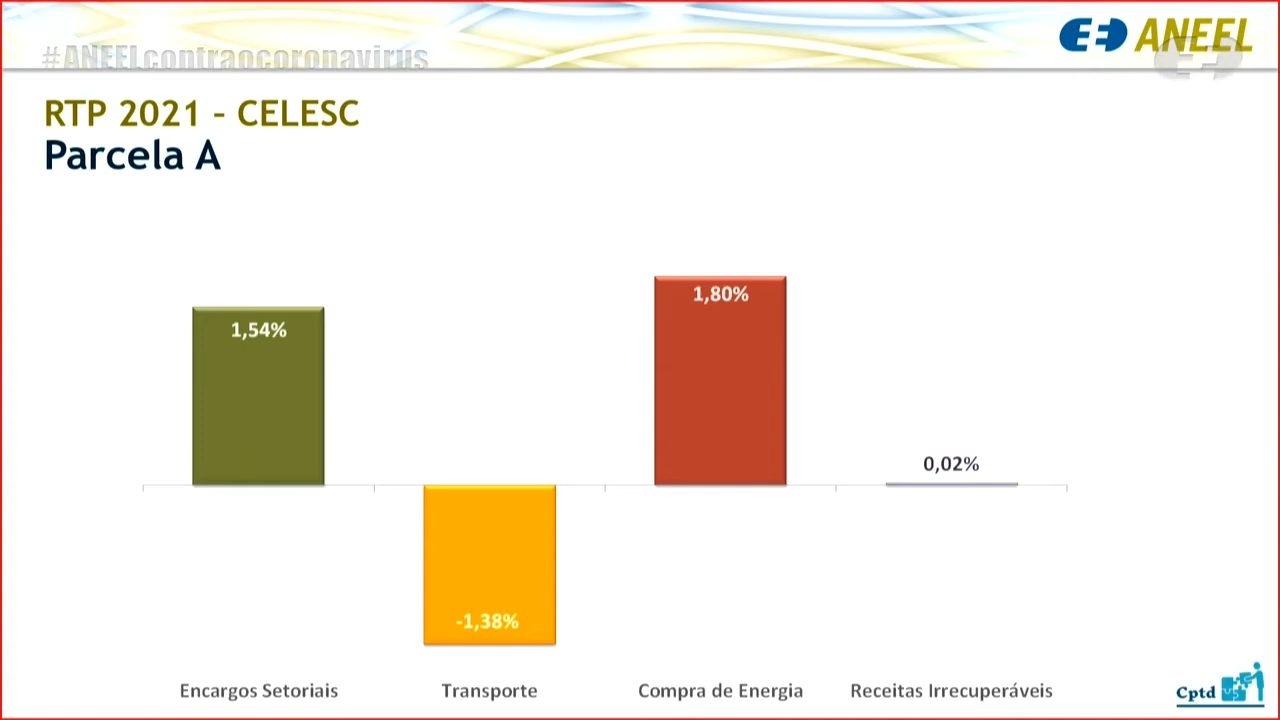 #ANEELcontraocoronavirus
ANEEL
RTP 2021 – CELESC
Parcela A
1,54%
-1,38%
1,80%
0,02%
Encargos Setoriais
Transporte
Compra de Energia
Receitas Irrecuperáveis
Cptd